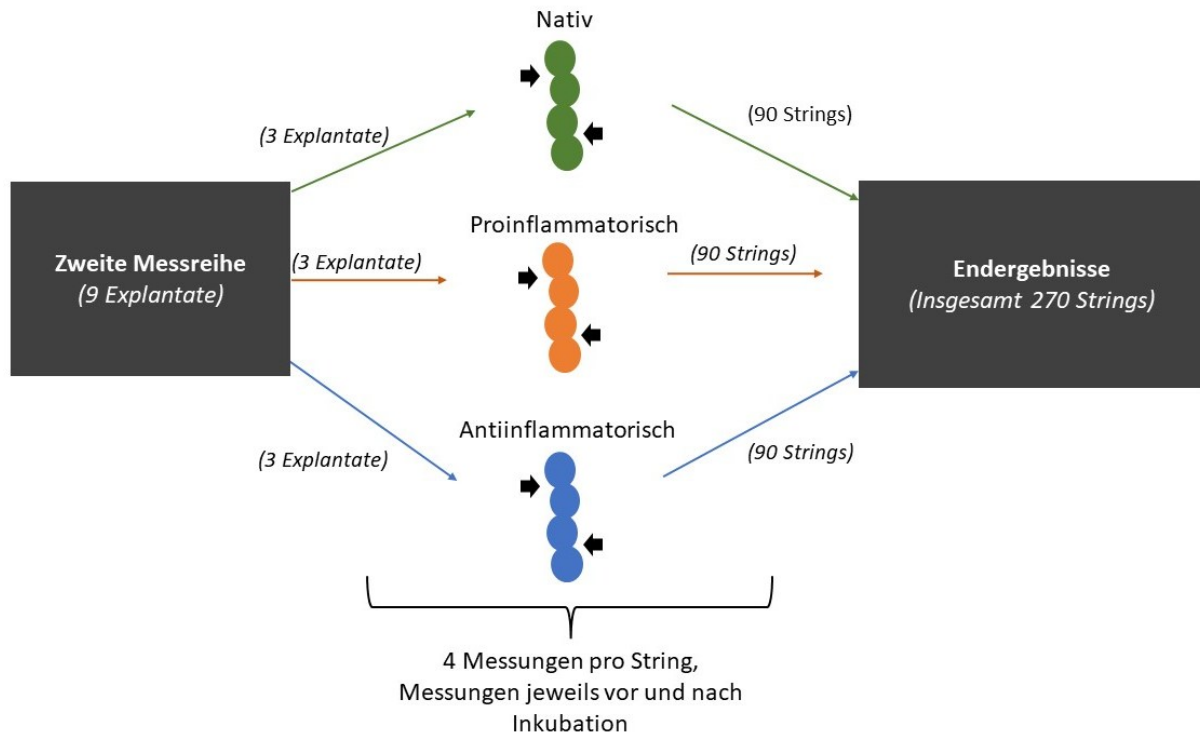 Nativ
(3 Explantate)
(90 Strings)
Zweite Messreihe
(9 Explantate)
Proinflammatorisch
(3 Explantate)
(90 Strings)
Endergebnisse
(Insgesamt 270 Strings)
Antiinflammatorisch
(3 Explantate)
(90 Strings)
4 Messungen pro String,
Messungen jeweils vor und nach
Inkubation